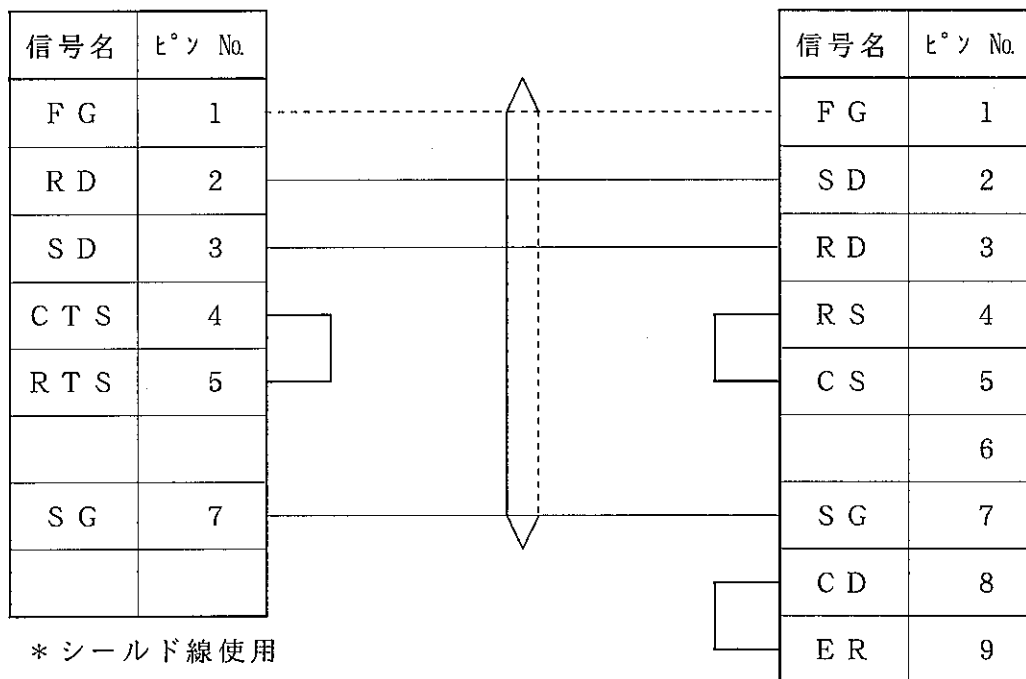 信号名 ピン No.
FG 1
RD 2
SD 3
CTS 4
RTS 5
SG 7
*シールド線使用
信号名 ピン No.
FG 1
SD 2
RD 3
RS 4
CS 5
6
SG 7
CD 8
ER 9